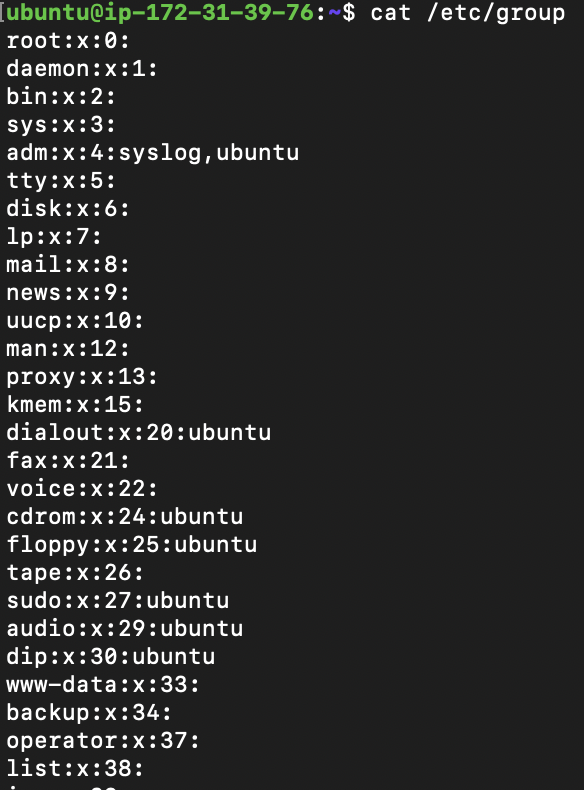 [ubuntu@ip-172-31-39-76:~$ cat /etc/group
root:x:0:
daemon:x:1:
bin:x:2:
sys:x:3:
adm:x:4:syslog,ubuntu
tty:x:5:
disk:x:6:
lp:x:7:
mail:x:8:
news:x:9:
uucp:x:10:
man:x:12:
proxy:x:13:
kmem:x:15:
dialout:x:20:ubuntu
fax:x:21:
voice:x:22:
cdrom:x:24:ubuntu
floppy:x:25:ubuntu
tape:x:26:
sudo:x:27:ubuntu
audio:x:29:ubuntu
dip:x:30:ubuntu
www-data:x:33:
backup:x:34:
operator:x:37:
list:x:38: